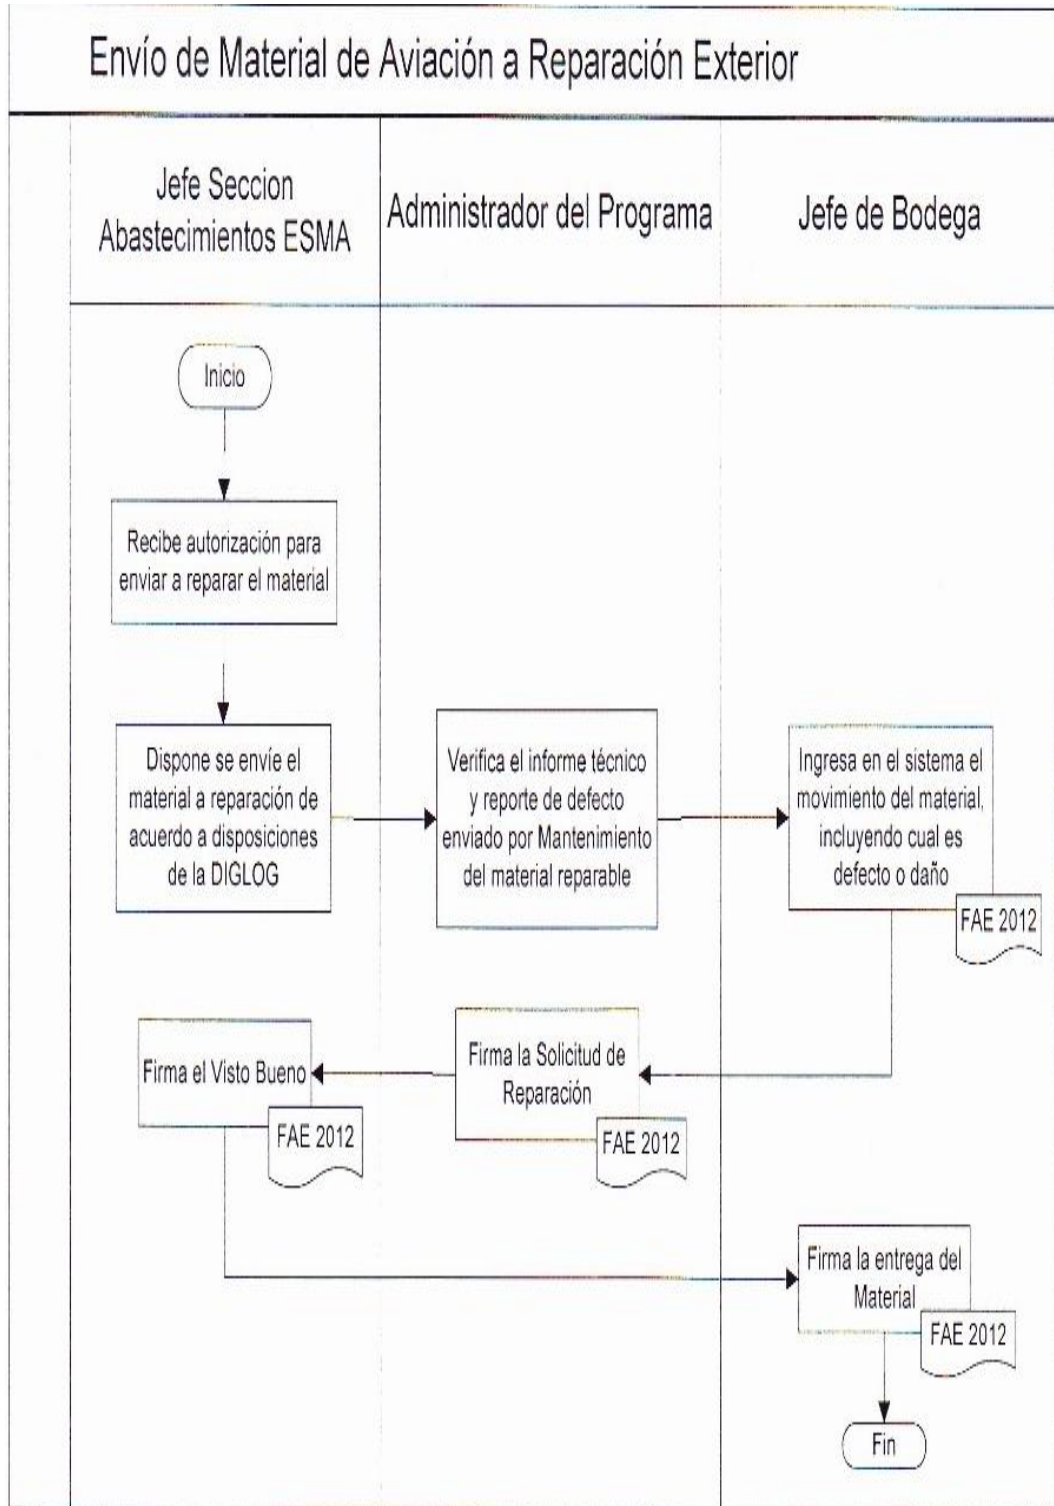 Envío de Material de Aviación a Reparación Exterior
Jefe Seccion
Abastecimientos ESMA
Administrador del Programa
Jefe de Bodega
Inicio
Recibe autorización para
enviar a reparar el material
Dispone se envíe el
material a reparación de
acuerdo a disposiciones
de la DIGLOG
Verifica el informe técnico
y reporte de defecto
enviado por Mantenimiento
del material reparable
Ingresa en el sistema el
movimiento del material,
incluyendo cual es
defecto o daño
FAE 2012
Firma el Visto Bueno
FAE 2012
Firma la Solicitud de
Reparación
FAE 2012
Firma la entrega del
Material
FAE 2012
Fin